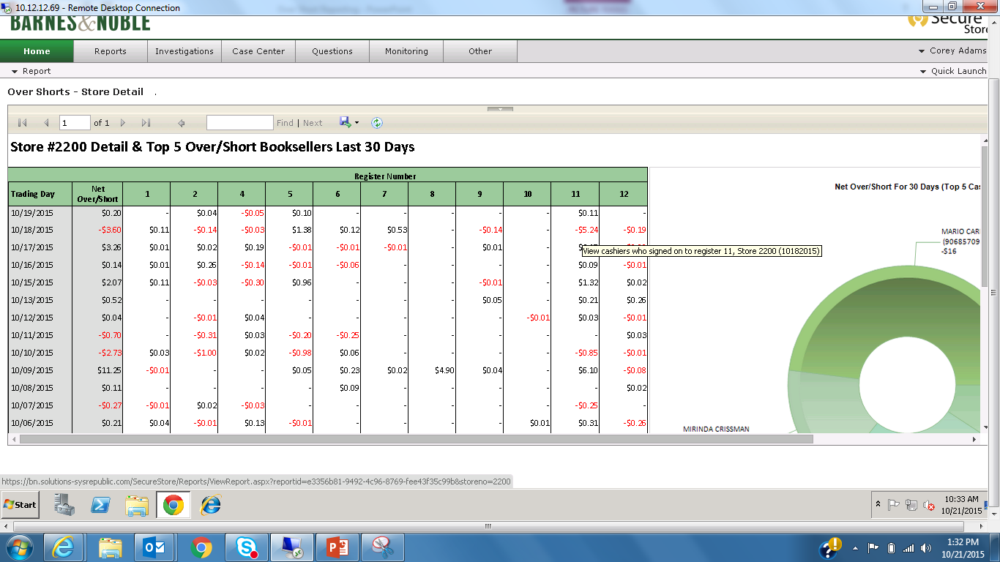 10.12.12.69 - Remote Desktop Connection
BARNES&NOBLE
Secure
Store
Home Reports Investigations Case Center Questions Monitoring Other Corey Adams
Report Quick Launch
Over Shorts - Store Detail .
1 of 1 Find | Next
Store #2200 Detail & Top 5 Over/Short Booksellers Last 30 Days
Register Number
Trading Day Net Over/Short 1 2 4 5 6 7 8 9 10 11 12
10/19/2015 $0.20 - $0.04 -$0.05 $0.10 - - - - - $0.11 -
10/18/2015 -$3.60 $0.11 -$0.14 -$0.03 $1.38 $0.12 $0.53 - -$0.14 - -$5.24 -$0.19
10/17/2015 $3.26 $0.01 $0.02 $0.19 -$0.01 -$0.01 -$0.01 - $0.01 -
View cashiers who signed on to register 11, Store 2200 (10182015)
10/16/2015 $0.14 $0.01 $0.26 -$0.14 -$0.01 -$0.06 - - - - $0.09 -$0.01
10/15/2015 $2.07 $0.11 -$0.03 -$0.30 $0.96 - - - -$0.01 - $1.32 $0.02
10/13/2015 $0.52 - - - - - - - $0.05 - $0.21 $0.26
10/12/2015 $0.04 - -$0.01 $0.04 - - - - - -$0.01 $0.03 -$0.01
10/11/2015 -$0.70 - -$0.31 $0.03 -$0.20 -$0.25 - - - - - $0.03
10/10/2015 -$2.73 $0.03 -$1.00 $0.02 -$0.98 $0.06 - - - - -$0.85 -$0.01
10/09/2015 $11.25 -$0.01 - - $0.05 $0.23 $0.02 $4.90 $0.04 - $6.10 -$0.08
10/08/2015 $0.11 - - - - $0.09 - - - - - $0.02
10/07/2015 -$0.27 -$0.01 $0.02 -$0.03 - - - - - - -$0.25 -
10/06/2015 $0.21 $0.04 -$0.01 $0.13 -$0.01 - - - - $0.01 $0.31 -$0.26
Net Over/Short For 30 Days (Top 5 Ca
MARIO CAR
(90685709
-$16
MIRINDA CRISSMAN
https://bn.solutions-sysrepublic.com/SecureStore/Reports/ViewReport.aspx?reportid=e3356b81-9492-4c96-8769-fee43f35c99b&storeno=2200
Start
10:33 AM
10/21/2015
1:32 PM
10/21/2015